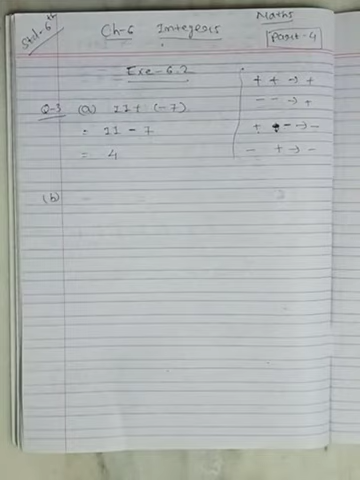 Std-6th
Maths
Ch-6 Integers
Part-4
Exe-6.2
+ + → +
- - → +
+ - → -
- + → -
Q-3 (a) 11+ (-7)
= 11 - 7
= 4
(b)